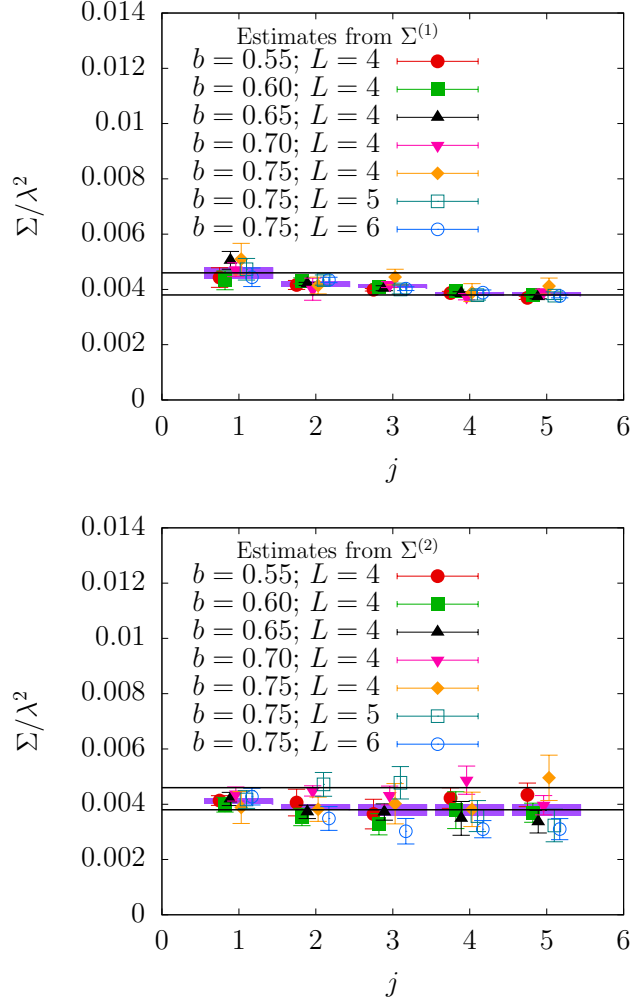 0.014
0.012
0.01
0.008
0.006
0.004
0.002
0
Σ/λ²
Estimates from Σ⁽¹⁾
b = 0.55; L = 4
b = 0.60; L = 4
b = 0.65; L = 4
b = 0.70; L = 4
b = 0.75; L = 4
b = 0.75; L = 5
b = 0.75; L = 6
0 1 2 3 4 5 6
j
0.014
0.012
0.01
0.008
0.006
0.004
0.002
0
Σ/λ²
Estimates from Σ⁽²⁾
b = 0.55; L = 4
b = 0.60; L = 4
b = 0.65; L = 4
b = 0.70; L = 4
b = 0.75; L = 4
b = 0.75; L = 5
b = 0.75; L = 6
0 1 2 3 4 5 6
j